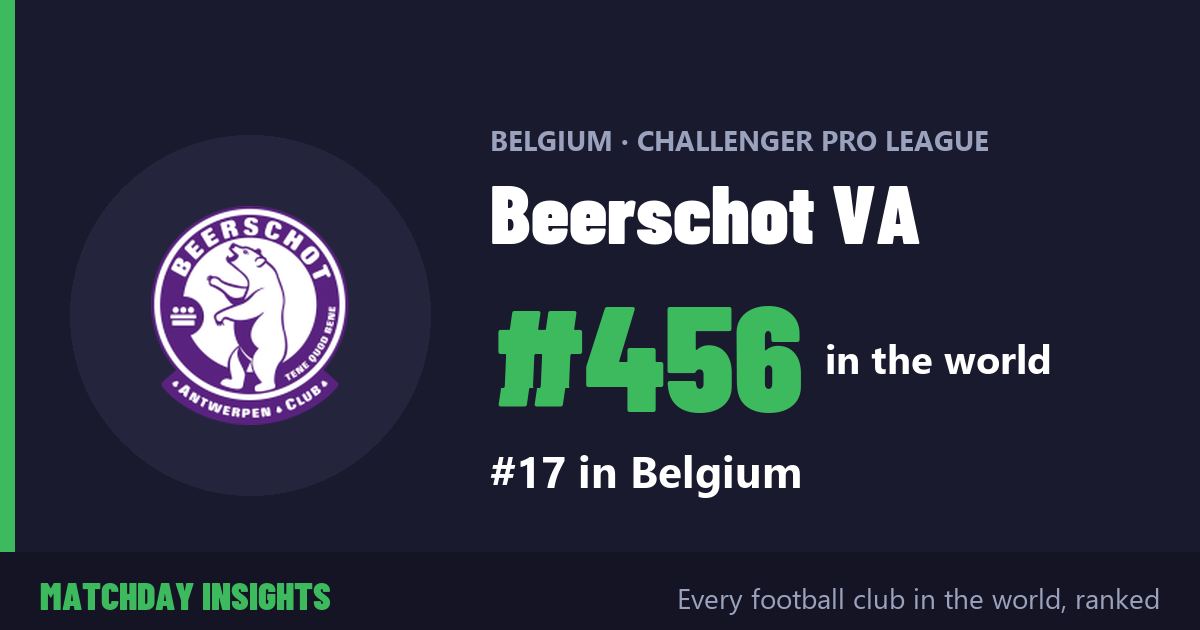 BELGIUM · CHALLENGER PRO LEAGUE
Beerschot VA
#456 in the world
#17 in Belgium
BEERSCHOT
TENE QUOD BENE
ANTWERPEN ♦ CLUB
MATCHDAY INSIGHTS
Every football club in the world, ranked